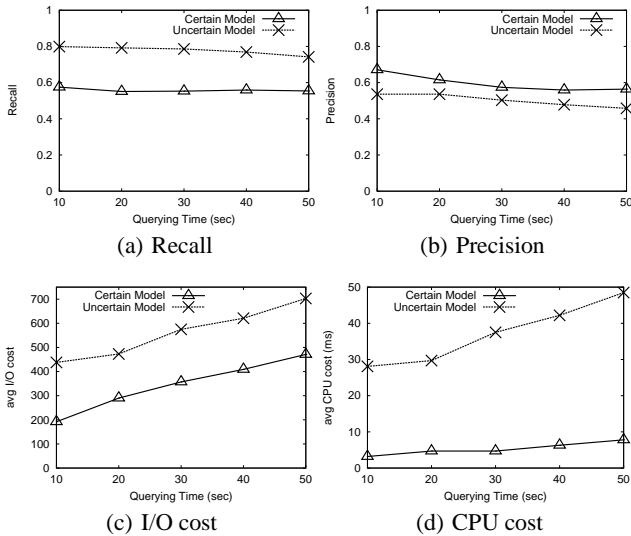 Certain Model
Uncertain Model
1
0.8
0.6
0.4
0.2
0
Recall
10 20 30 40 50
Querying Time (sec)
(a) Recall
Certain Model
Uncertain Model
1
0.8
0.6
0.4
0.2
0
Precision
10 20 30 40 50
Querying Time (sec)
(b) Precision
Certain Model
Uncertain Model
700
600
500
400
300
200
100
0
avg I/O cost
10 20 30 40 50
Querying Time (sec)
(c) I/O cost
Certain Model
Uncertain Model
50
40
30
20
10
0
avg CPU cost (ms)
10 20 30 40 50
Querying Time (sec)
(d) CPU cost